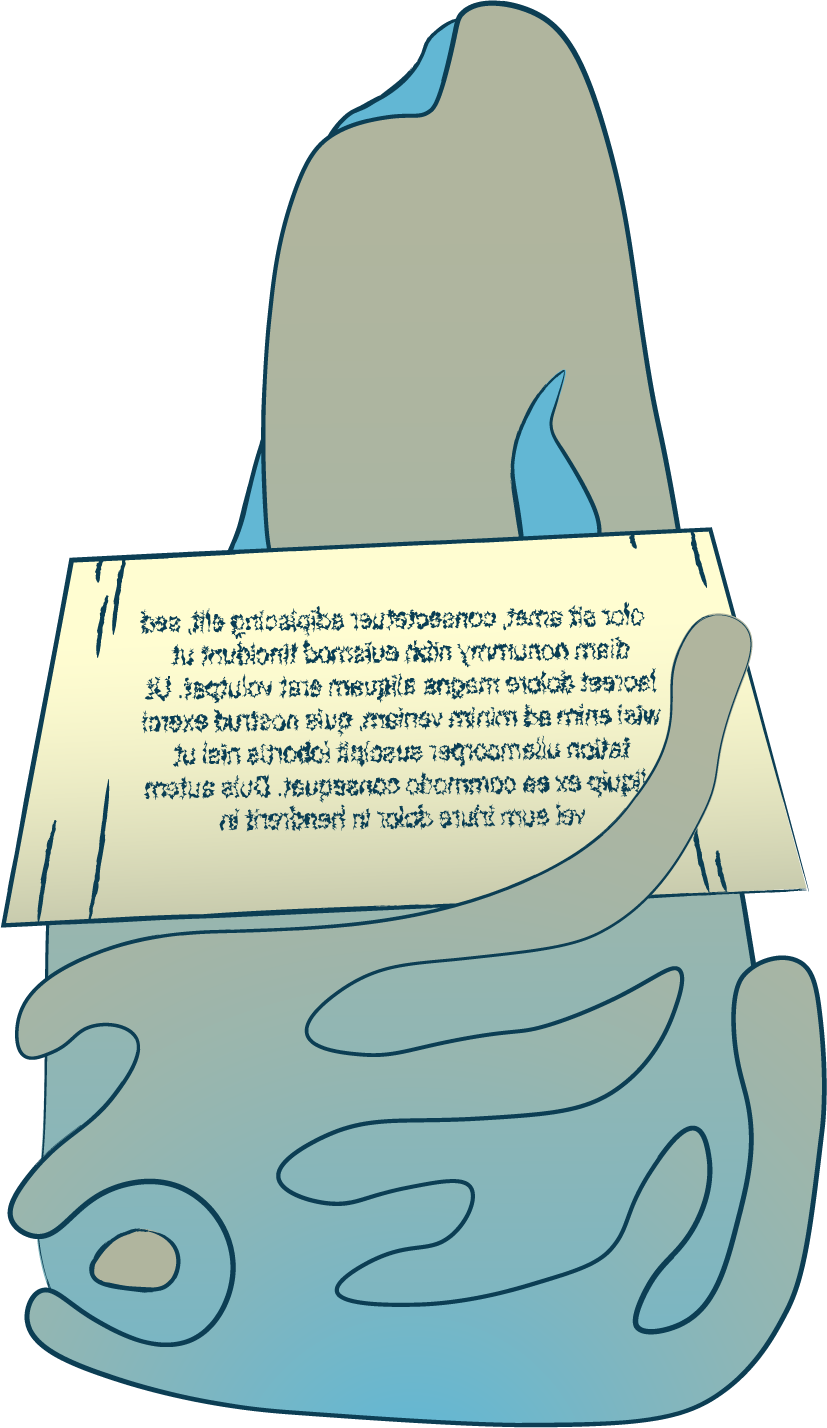 olor sit amet, consectetuer adipiscing elit, sed
diam nonummy nibh euismod tincidunt ut
laoreet dolore magna aliquam erat volutpat. Ut
wisi enim ad minim veniam, quis nostrud exerci
tation ullamcorper suscipit lobortis nisl ut
liquip ex ea commodo consequat. Duis autem
vel eum iriure dolor in hendrerit in